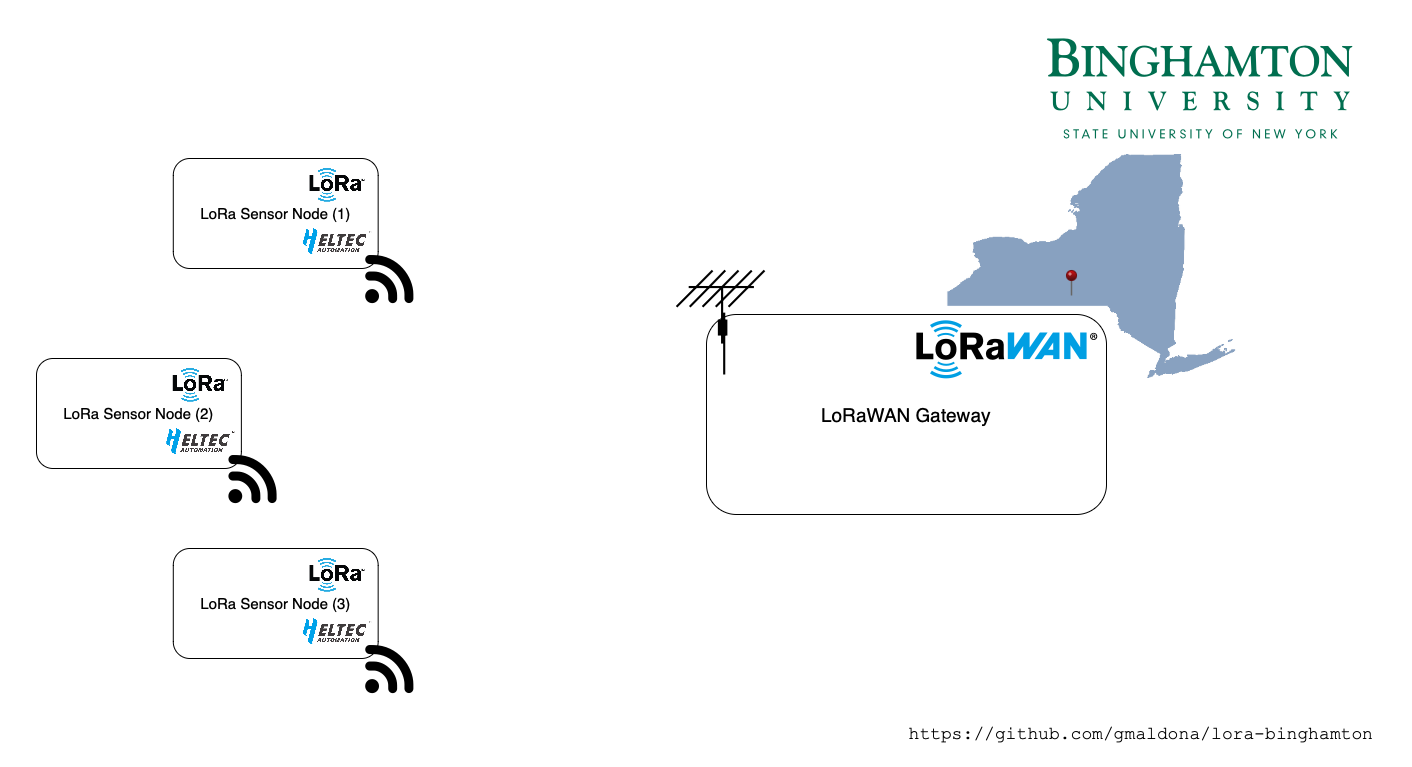 BINGHAMTON
UNIVERSITY
STATE UNIVERSITY OF NEW YORK
LoRa
LoRa Sensor Node (1)
HELTEC
AUTOMATION
LoRaWAN®
LoRaWAN Gateway
LoRa
LoRa Sensor Node (2)
HELTEC
AUTOMATION
LoRa
LoRa Sensor Node (3)
HELTEC
AUTOMATION
https://github.com/gmaldona/lora-binghamton